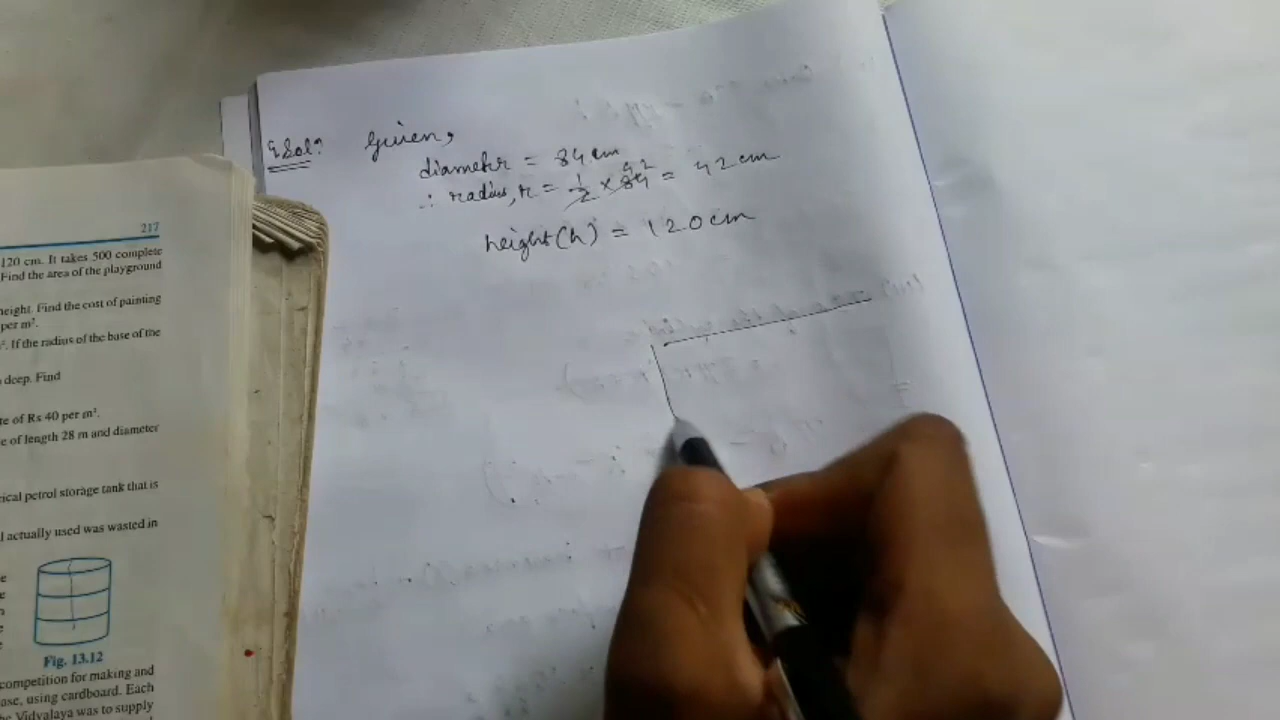 217
120 cm. It takes 500 complete
Find the area of the playground
height. Find the cost of painting
per m².
². If the radius of the base of the
deep. Find
te of Rs 40 per m².
e of length 28 m and diameter
rical petrol storage tank that is
l actually used was wasted in
Fig. 13.12
competition for making and
ase, using cardboard. Each
Vidyalaya was to supply
4 Sol?
Given,
diameter = 84 cm
∴ radius, r = 1/2 × 84 42 = 42 cm
height(h) = 120 cm